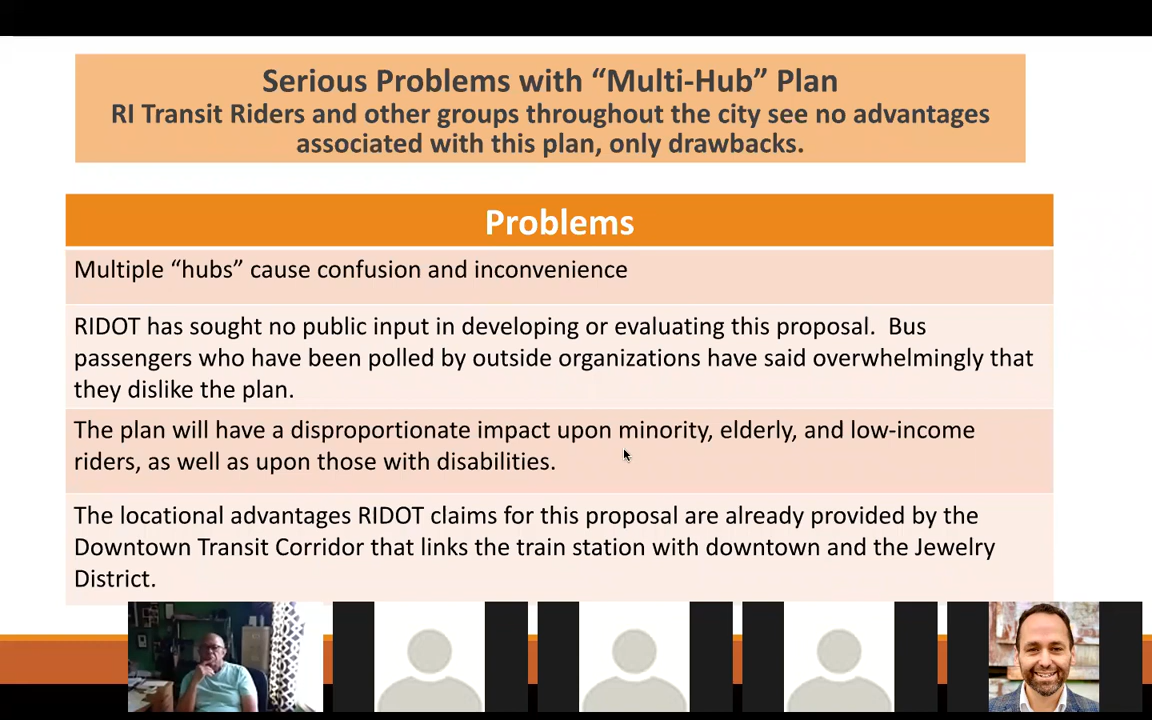 Serious Problems with “Multi-Hub” Plan
RI Transit Riders and other groups throughout the city see no advantages
associated with this plan, only drawbacks.
Problems
Multiple “hubs” cause confusion and inconvenience
RIDOT has sought no public input in developing or evaluating this proposal.  Bus
passengers who have been polled by outside organizations have said overwhelmingly that
they dislike the plan.
The plan will have a disproportionate impact upon minority, elderly, and low-income
riders, as well as upon those with disabilities.
The locational advantages RIDOT claims for this proposal are already provided by the
Downtown Transit Corridor that links the train station with downtown and the Jewelry
District.